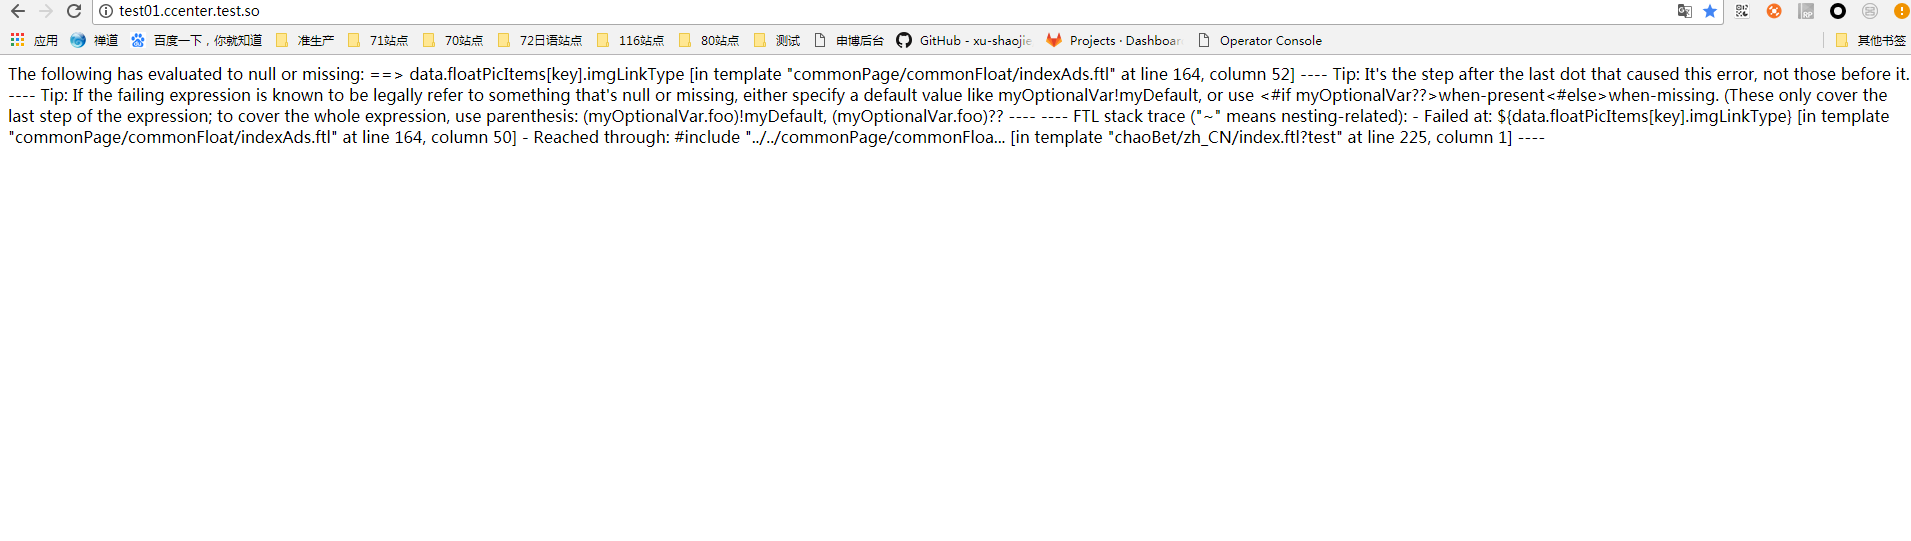 test01.ccenter.test.so
应用 禅道 百度一下，你就知道 准生产 71站点 70站点 72日语站点 116站点 80站点 测试 申博后台 GitHub - xu-shaojie Projects · Dashboar Operator Console 其他书签
The following has evaluated to null or missing: ==> data.floatPicItems[key].imgLinkType [in template "commonPage/commonFloat/indexAds.ftl" at line 164, column 52] ---- Tip: It's the step after the last dot that caused this error, not those before it.
---- Tip: If the failing expression is known to be legally refer to something that's null or missing, either specify a default value like myOptionalVar!myDefault, or use <#if myOptionalVar??>when-present<#else>when-missing. (These only cover the
last step of the expression; to cover the whole expression, use parenthesis: (myOptionalVar.foo)!myDefault, (myOptionalVar.foo)?? ---- ---- FTL stack trace ("~" means nesting-related): - Failed at: ${data.floatPicItems[key].imgLinkType} [in template
"commonPage/commonFloat/indexAds.ftl" at line 164, column 50] - Reached through: #include "../../commonPage/commonFloa... [in template "chaoBet/zh_CN/index.ftl?test" at line 225, column 1] ----